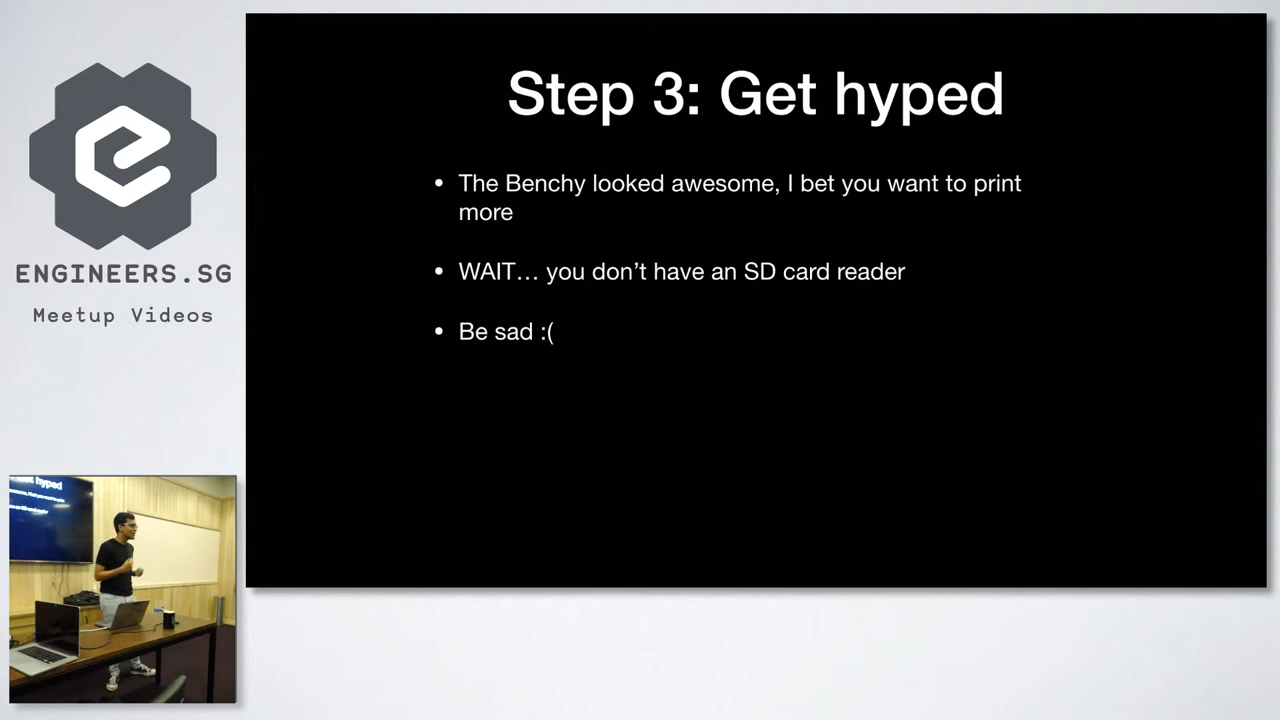 ENGINEERS.SG
Meetup Videos
Step 3: Get hyped
• The Benchy looked awesome, I bet you want to print
more
• WAIT… you don’t have an SD card reader
• Be sad :(
hyped